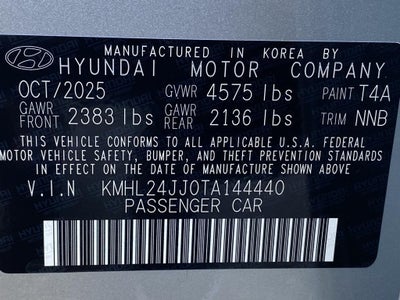 MANUFACTURED IN KOREA BY
HYUNDAI MOTOR COMPANY
OCT/2025 GVWR 4575 lbs PAINT T4A
GAWR FRONT 2383 lbs GAWR REAR 2136 lbs TRIM NNB
THIS VEHICLE CONFORMS TO ALL APPLICABLE U.S.A. FEDERAL
MOTOR VEHICLE SAFETY, BUMPER, AND THEFT PREVENTION
STANDARDS IN EFFECT ON THE DATE OF MANUFACTURE SHOWN ABOVE.
V.I.N KMHL24JJ0TA144440
PASSENGER CAR